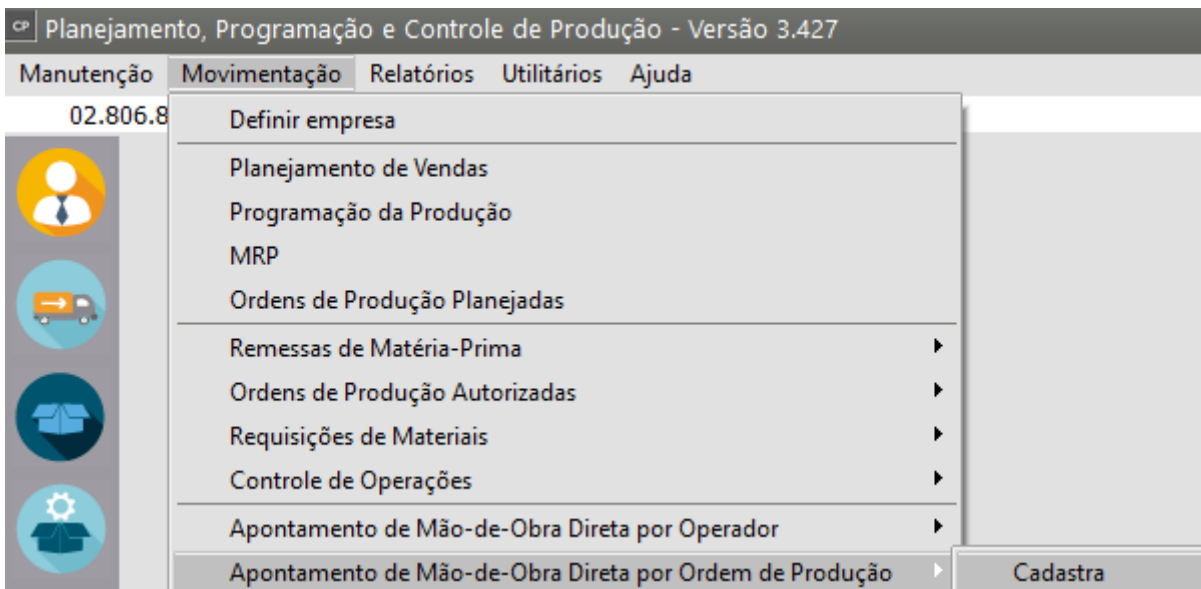 CP Planejamento, Programação e Controle de Produção - Versão 3.427
Manutenção Movimentação Relatórios Utilitários Ajuda
02.806.8
Definir empresa
Planejamento de Vendas
Programação da Produção
MRP
Ordens de Produção Planejadas
Remessas de Matéria-Prima
Ordens de Produção Autorizadas
Requisições de Materiais
Controle de Operações
Apontamento de Mão-de-Obra Direta por Operador
Apontamento de Mão-de-Obra Direta por Ordem de Produção Cadastra